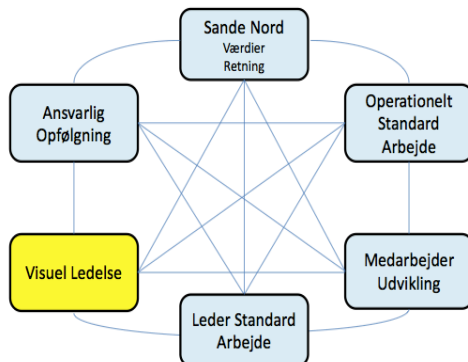 Sande Nord
Værdier
Retning
Ansvarlig
Opfølgning
Operationelt
Standard
Arbejde
Visuel Ledelse
Medarbejder
Udvikling
Leder Standard
Arbejde